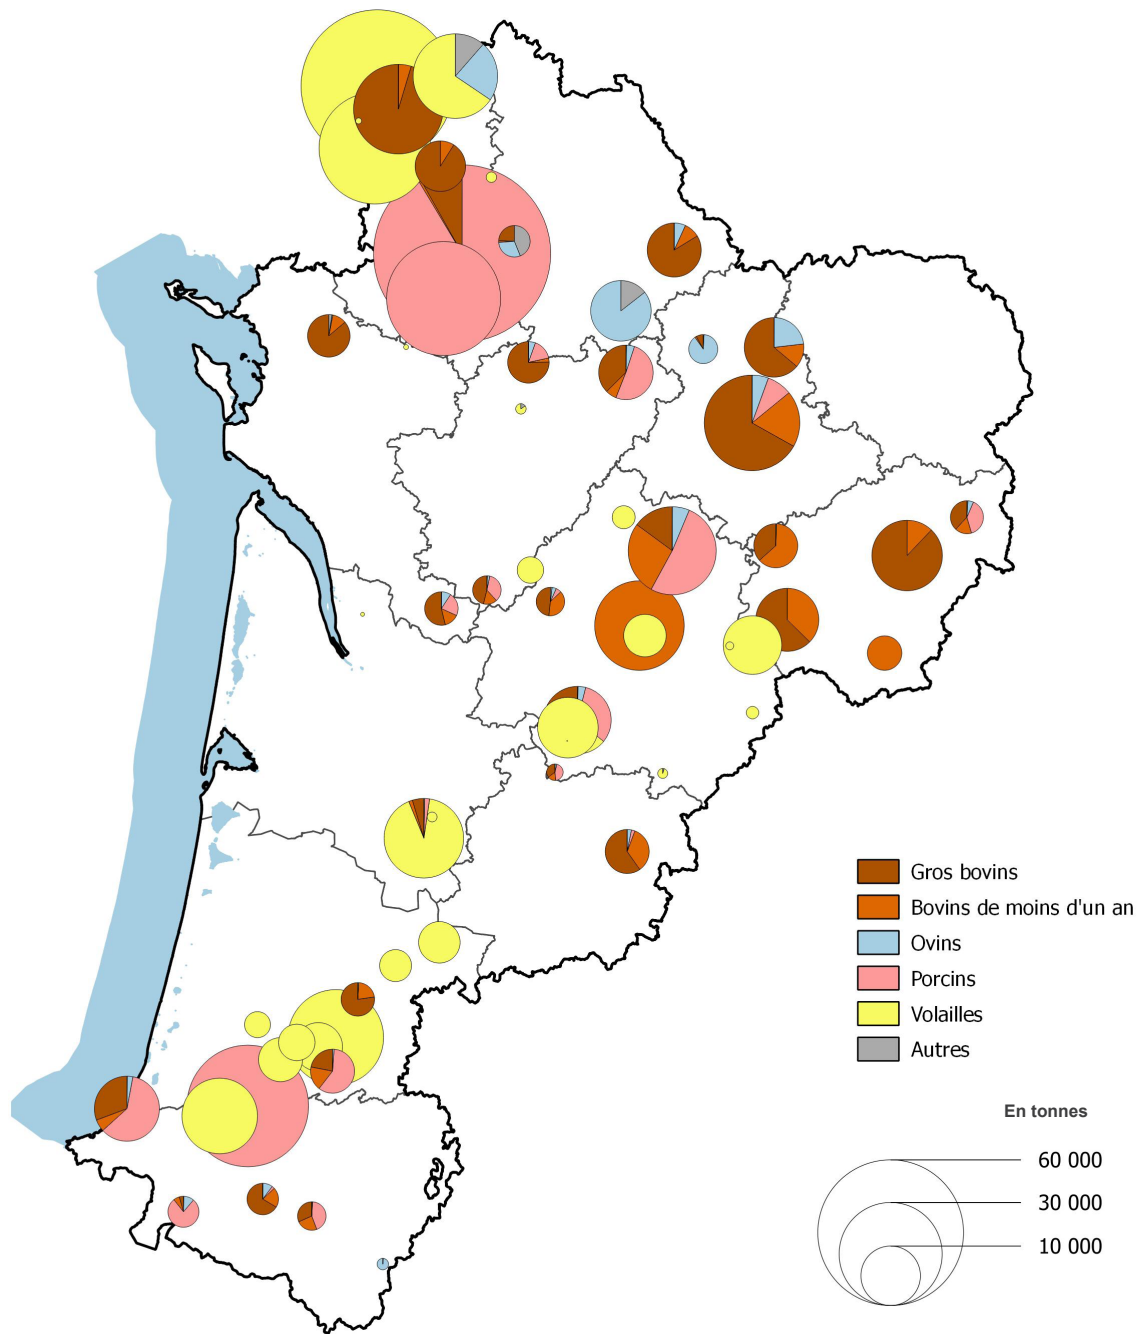 Gros bovins
Bovins de moins d'un an
Ovins
Porcins
Volailles
Autres
En tonnes
60 000
30 000
10 000